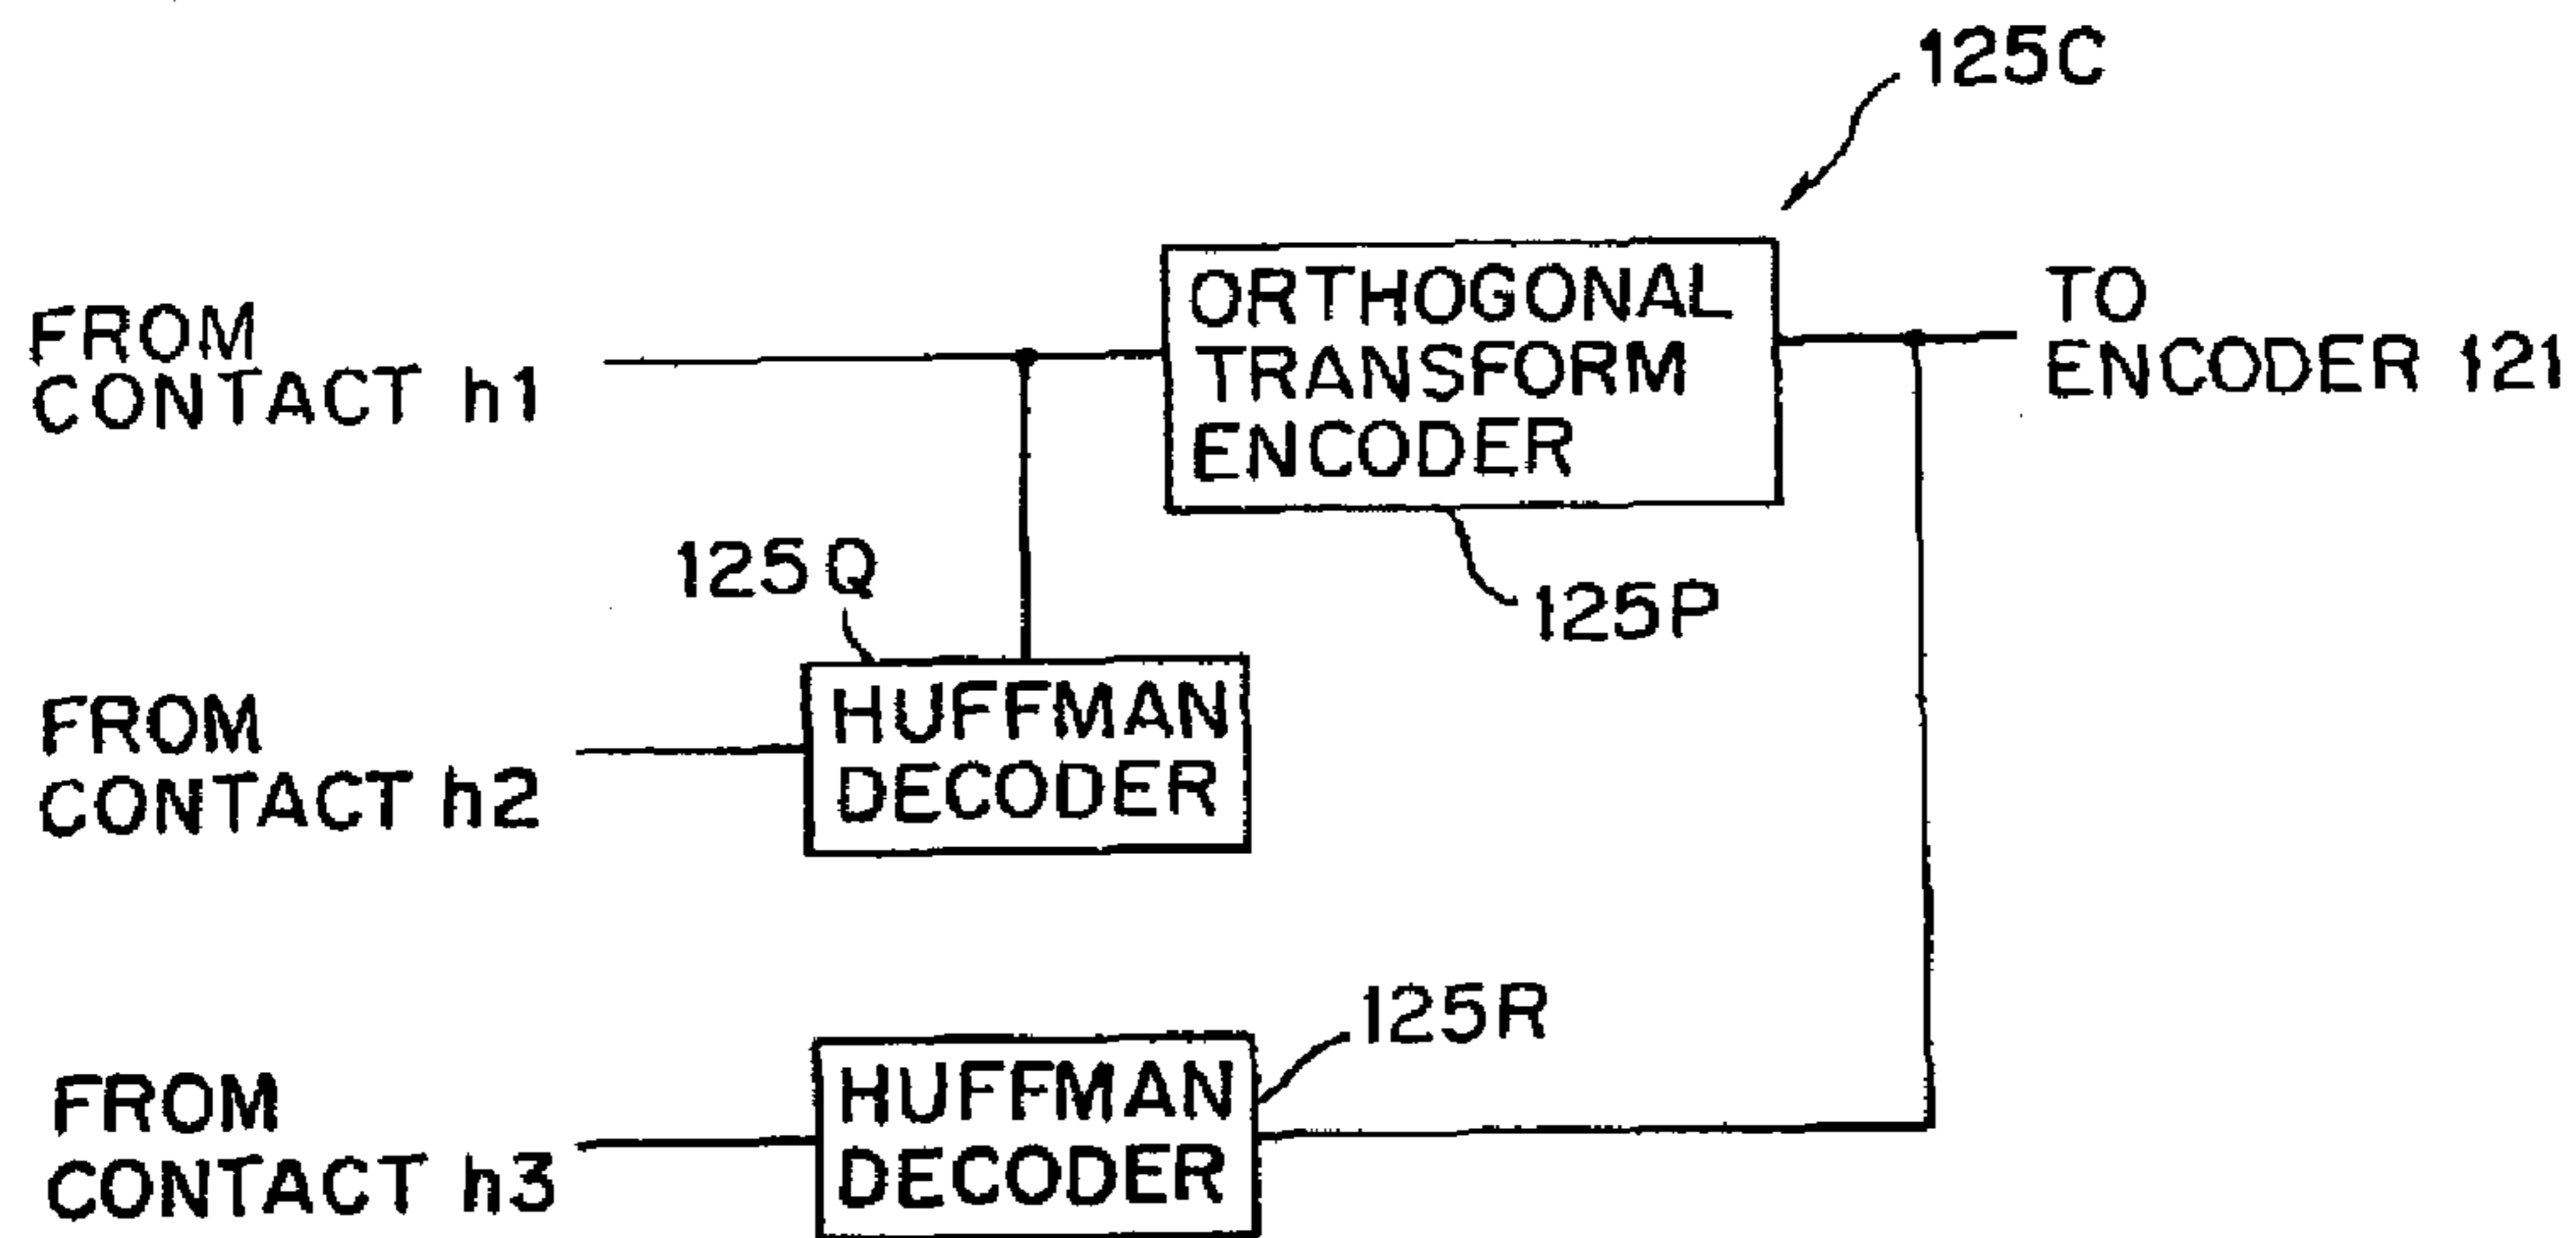 125C
FROM
CONTACT h1
ORTHOGONAL
TRANSFORM
ENCODER
TO
ENCODER 121
125Q
125P
FROM
CONTACT h2
HUFFMAN
DECODER
125R
FROM
CONTACT h3
HUFFMAN
DECODER